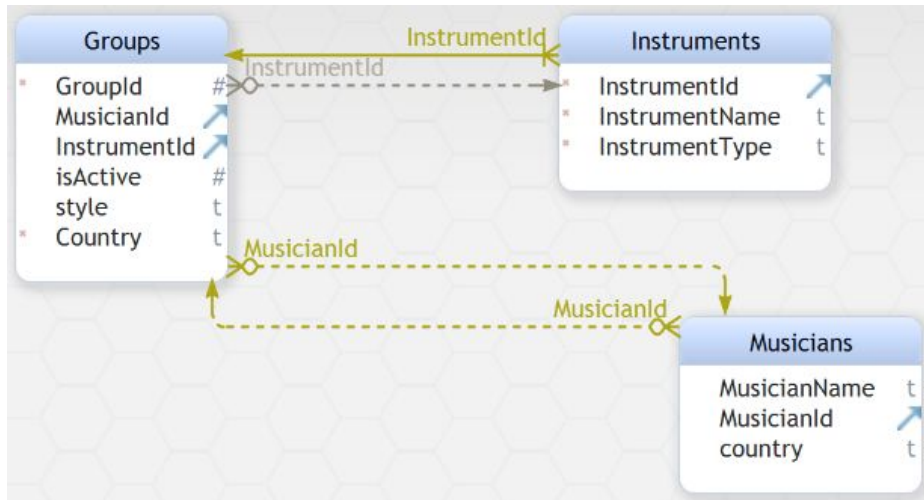 Groups
GroupId #
MusicianId
InstrumentId
isActive #
style t
Country t
InstrumentId
InstrumentId
Instruments
InstrumentId
InstrumentName t
InstrumentType t
MusicianId
MusicianId
Musicians
MusicianName t
MusicianId
country t